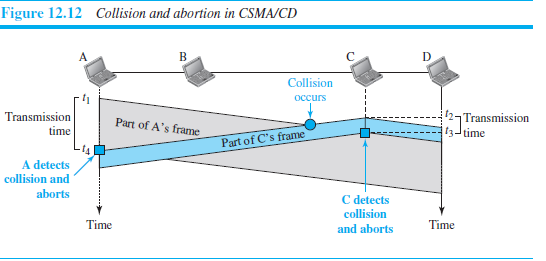 Figure 12.12 Collision and abortion in CSMA/CD
A
B
C
D
Collision
occurs
t1
Transmission
time
t4
Part of A's frame
Part of C's frame
t2
Transmission
t3
time
A detects
collision and
aborts
C detects
collision
and aborts
Time
Time